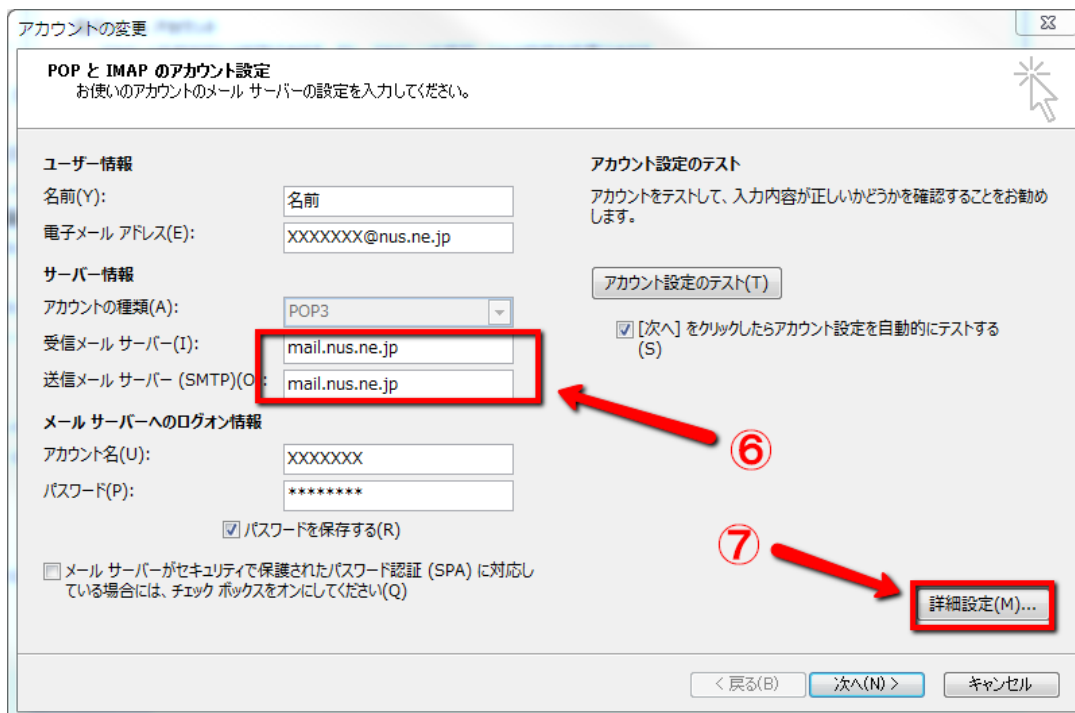 アカウントの変更
POP と IMAP のアカウント設定
お使いのアカウントのメール サーバーの設定を入力してください。
ユーザー情報
名前(Y):
名前
電子メール アドレス(E):
XXXXXXX@nus.ne.jp
サーバー情報
アカウントの種類(A):
POP3
受信メール サーバー(I):
mail.nus.ne.jp
送信メール サーバー (SMTP)(O):
mail.nus.ne.jp
メール サーバーへのログオン情報
アカウント名(U):
XXXXXXX
パスワード(P):
********
パスワードを保存する(R)
メール サーバーがセキュリティで保護されたパスワード認証 (SPA) に対応し
ている場合には、チェック ボックスをオンにしてください(Q)
アカウント設定のテスト
アカウントをテストして、入力内容が正しいかどうかを確認することをお勧め
します。
アカウント設定のテスト(T)
[次へ] をクリックしたらアカウント設定を自動的にテストする
(S)
⑥
⑦
詳細設定(M)...
< 戻る(B)
次へ(N) >
キャンセル